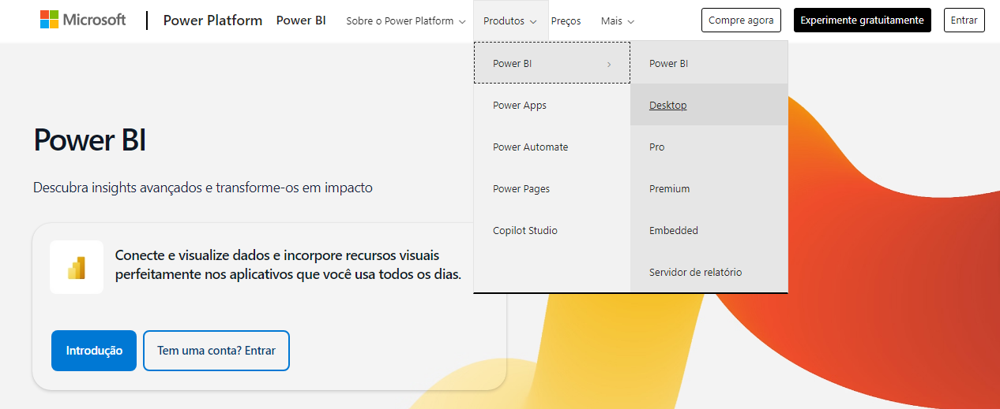 Microsoft
Power Platform
Power BI
Sobre o Power Platform
Produtos
Preços
Mais
Compre agora
Experimente gratuitamente
Entrar
Power BI
Power Apps
Power Automate
Power Pages
Copilot Studio
Power BI
Desktop
Pro
Premium
Embedded
Servidor de relatório
Power BI
Descubra insights avançados e transforme-os em impacto
Conecte e visualize dados e incorpore recursos visuais
perfeitamente nos aplicativos que você usa todos os dias.
Introdução
Tem uma conta? Entrar